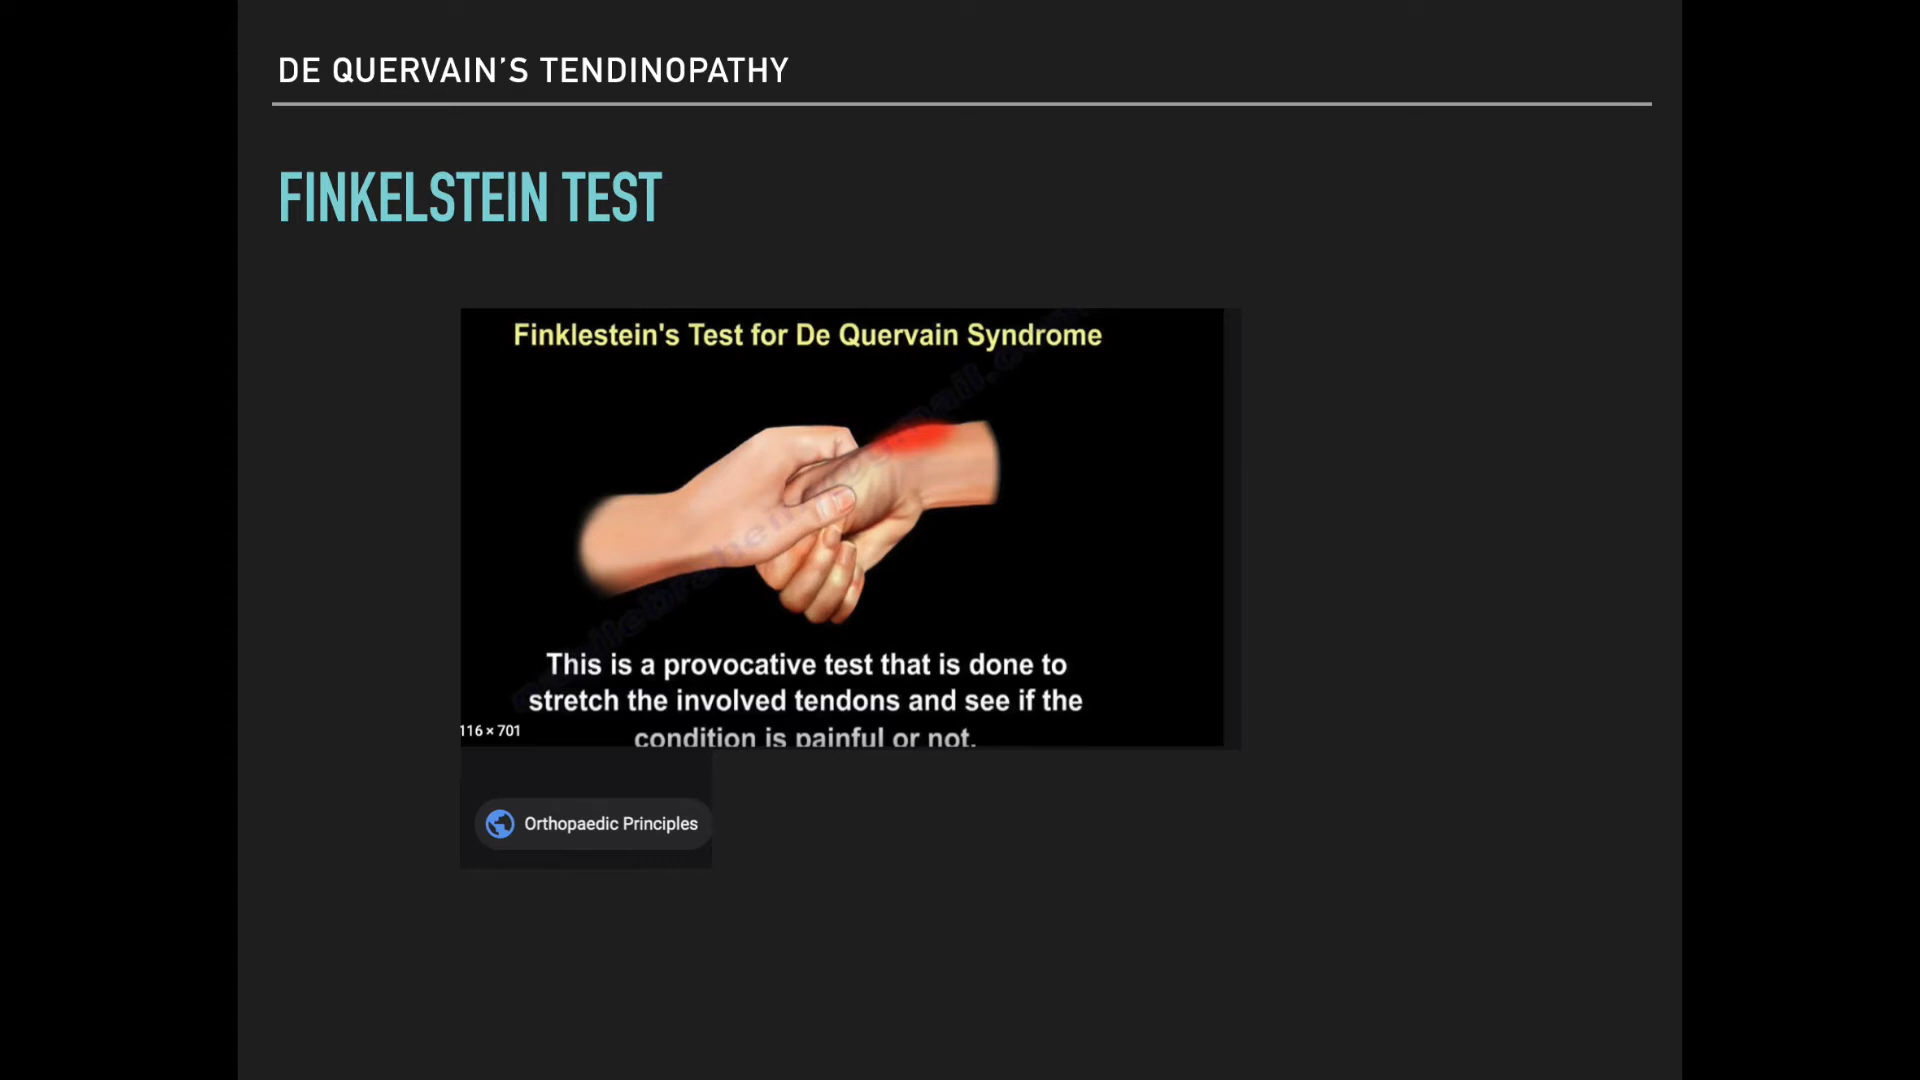 DE QUERVAIN’S TENDINOPATHY
FINKELSTEIN TEST
Finklestein's Test for De Quervain Syndrome
This is a provocative test that is done to
stretch the involved tendons and see if the
condition is painful or not.
116 × 701
Orthopaedic Principles